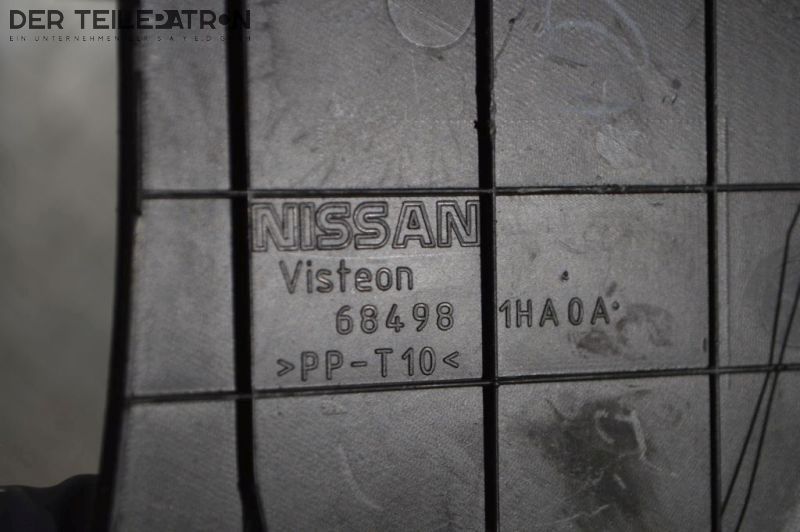 DER TEILEPATRON
NISSAN
Visteon
68498 1HA0A
>PP-T10<